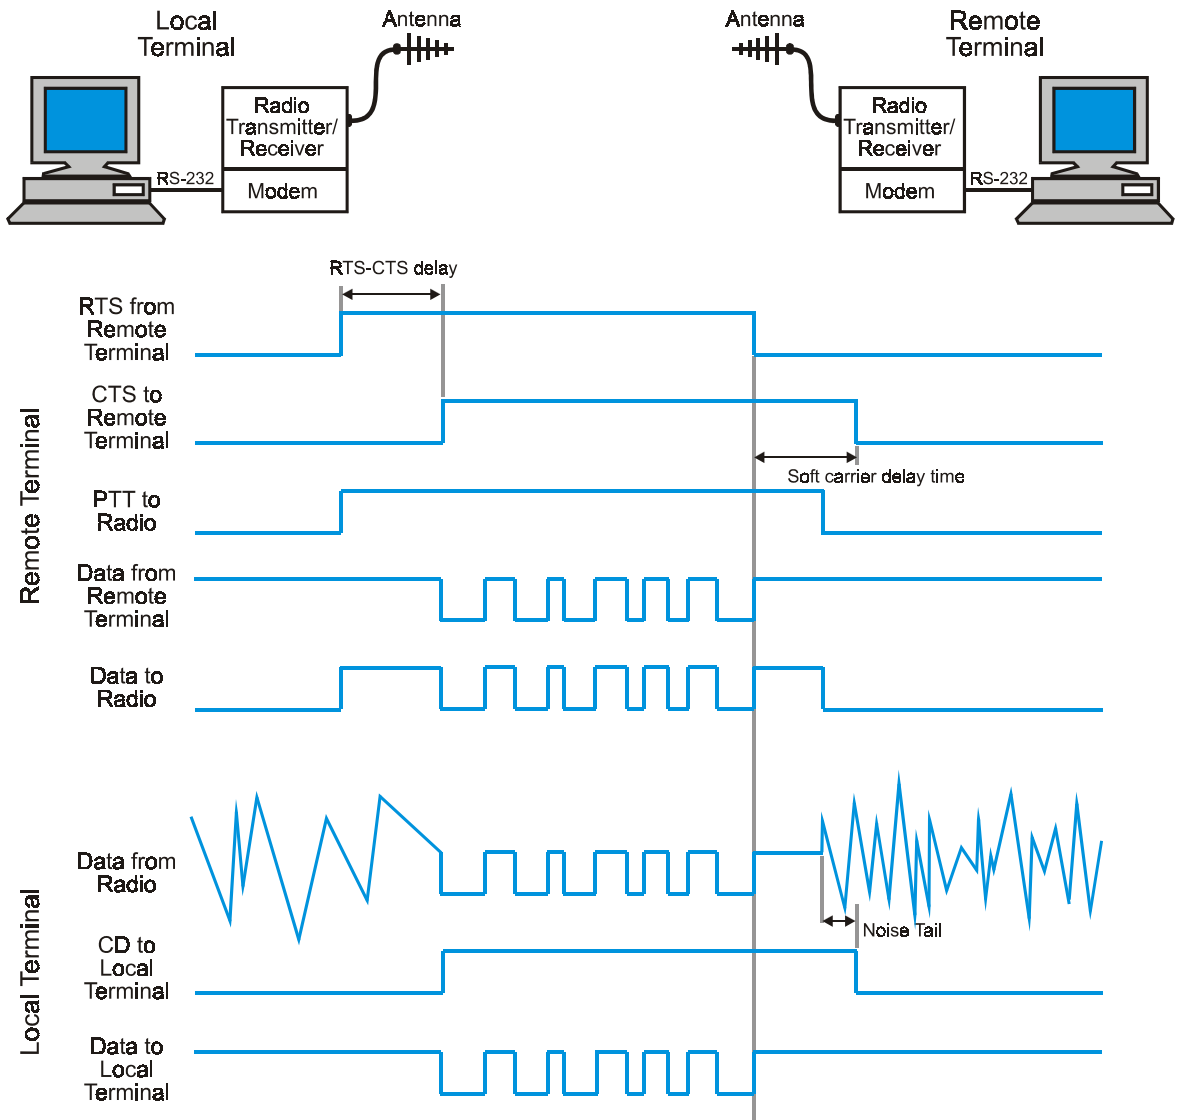 Local
Terminal
Antenna
Antenna
Remote
Terminal
Radio
Transmitter/
Receiver
Modem
RS-232
Radio
Transmitter/
Receiver
Modem
RS-232
RTS-CTS delay
Remote Terminal
RTS from
Remote
Terminal
CTS to
Remote
Terminal
Soft carrier delay time
PTT to
Radio
Data from
Remote
Terminal
Data to
Radio
Local Terminal
Data from
Radio
Noise Tail
CD to
Local
Terminal
Data to
Local
Terminal